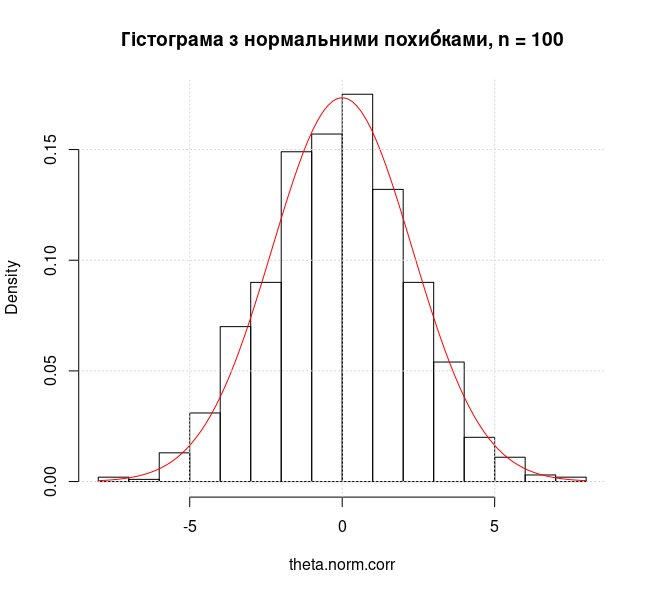 Гістограма з нормальними похибками, n = 100
Density
0.15
0.10
0.05
0.00
-5 0 5
theta.norm.corr